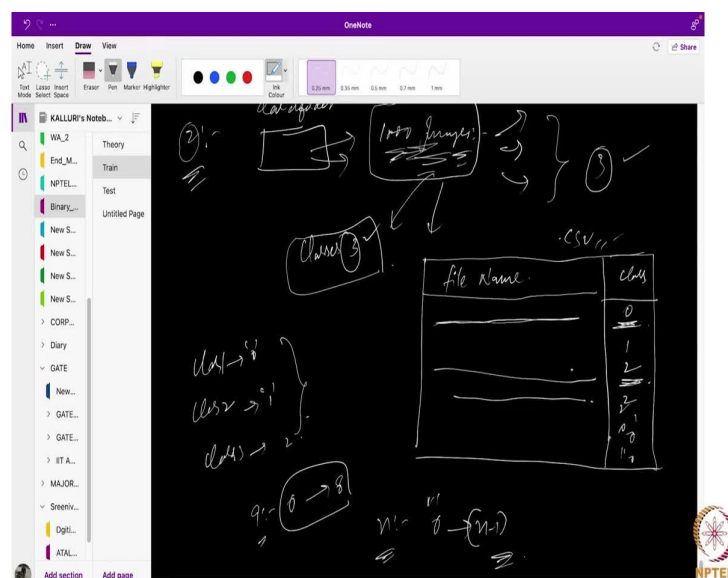 OneNote
Home Insert Draw View
Share
Text Mode
Lasso Select
Insert Space
Eraser
Pen
Marker
Highlighter
Ink Colour
0.25 mm
0.35 mm
0.5 mm
0.7 mm
1 mm
KALLURI's Noteb...
WA_2
End_M...
NPTEL...
Binary_...
New S...
New S...
New S...
New S...
CORP...
Diary
GATE
New...
GATE...
GATE...
IIT A...
MAJOR...
Sreeniv...
Dgiti...
ATAL...
Add section
Theory
Train
Test
Untitled Page
Add page
2:-
1000 Images:-
3
Classes 3
.CSV
file Name. class
0
1
2
2
class1 → '0'
class2 → '1'
class3 → 2
9:- 0 → 8
n:- 0 → (n-1)
NPTE